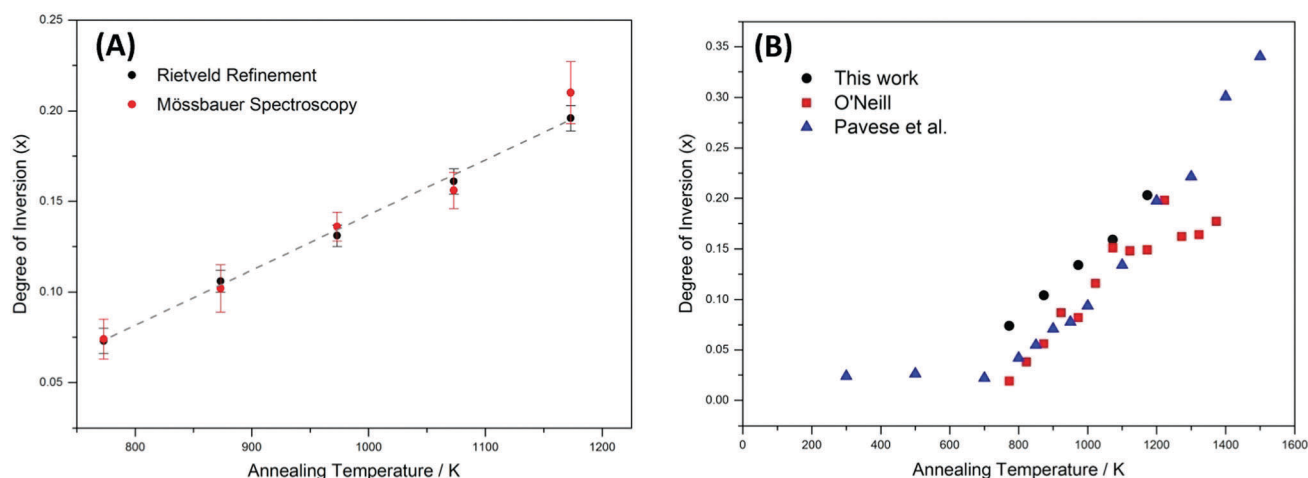 (A)
Rietveld Refinement
Mössbauer Spectroscopy
0.25
0.20
0.15
0.10
0.05
Degree of Inversion (x)
800 900 1000 1100 1200
Annealing Temperature / K
(B)
This work
O'Neill
Pavese et al.
0.35
0.30
0.25
0.20
0.15
0.10
0.05
0.00
Degree of Inversion (x)
0 200 400 600 800 1000 1200 1400 1600
Annealing Temperature / K